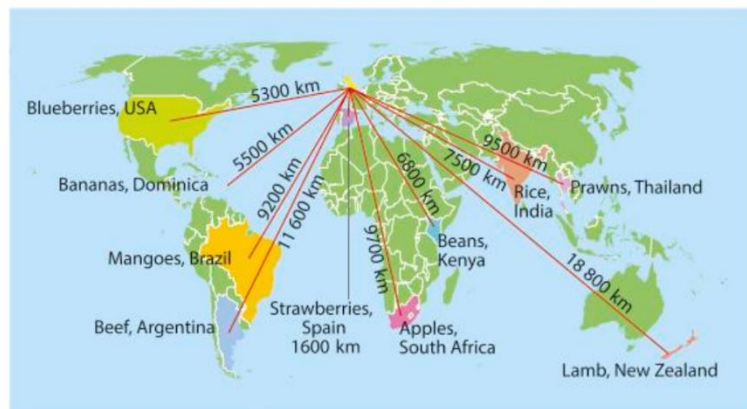 5300 km
Blueberries, USA
5500 km
Bananas, Dominica
9200 km
Mangoes, Brazil
11 600 km
Beef, Argentina
Strawberries,
Spain
1600 km
9700 km
Apples,
South Africa
6800 km
Beans,
Kenya
7500 km
Rice,
India
9500 km
Prawns, Thailand
18 800 km
Lamb, New Zealand